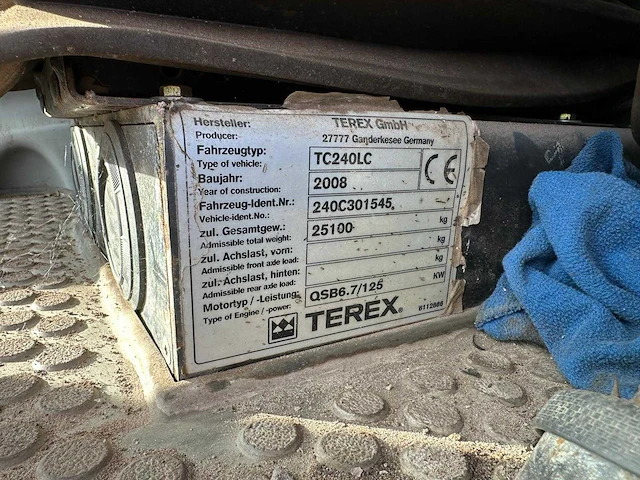 Hersteller: TEREX GmbH
Producer: 27777 Ganderkesee Germany
Fahrzeugtyp: TC240LC
Type of vehicle:
CE
Baujahr: 2008
Year of construction:
Fahrzeug-Ident.Nr.: 240C301545
Vehicle-ident.No.:
zul. Gesamtgew.: 25100 kg
Admissible total weight:
zul. Achslast, vorn: kg
Admissible front axle load:
zul. Achslast, hinten: kg
Admissible rear axle load:
Motortyp / -Leistung QSB6.7/125 KW
Type of Engine /-power:
TEREX®
6112888